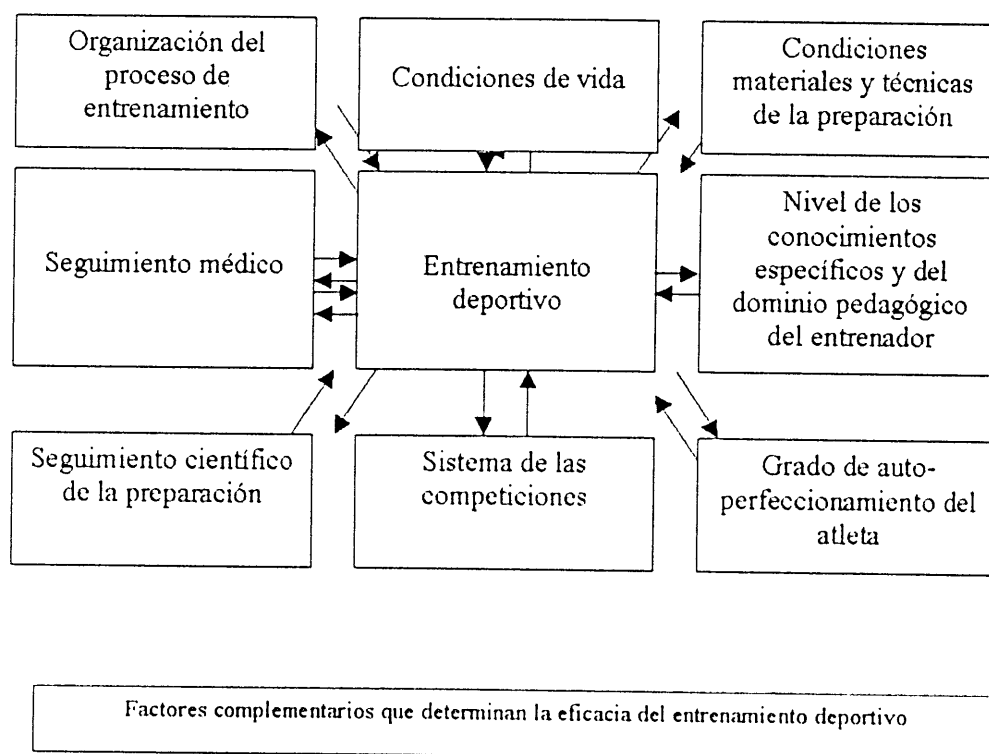 Organización del
proceso de
entrenamiento
Condiciones de vida
Condiciones
materiales y técnicas
de la preparación
Seguimiento médico
Entrenamiento
deportivo
Nivel de los
conocimientos
específicos y del
dominio pedagógico
del entrenador
Seguimiento científico
de la preparación
Sistema de las
competiciones
Grado de auto-
perfeccionamiento del
atleta
Factores complementarios que determinan la eficacia del entrenamiento deportivo